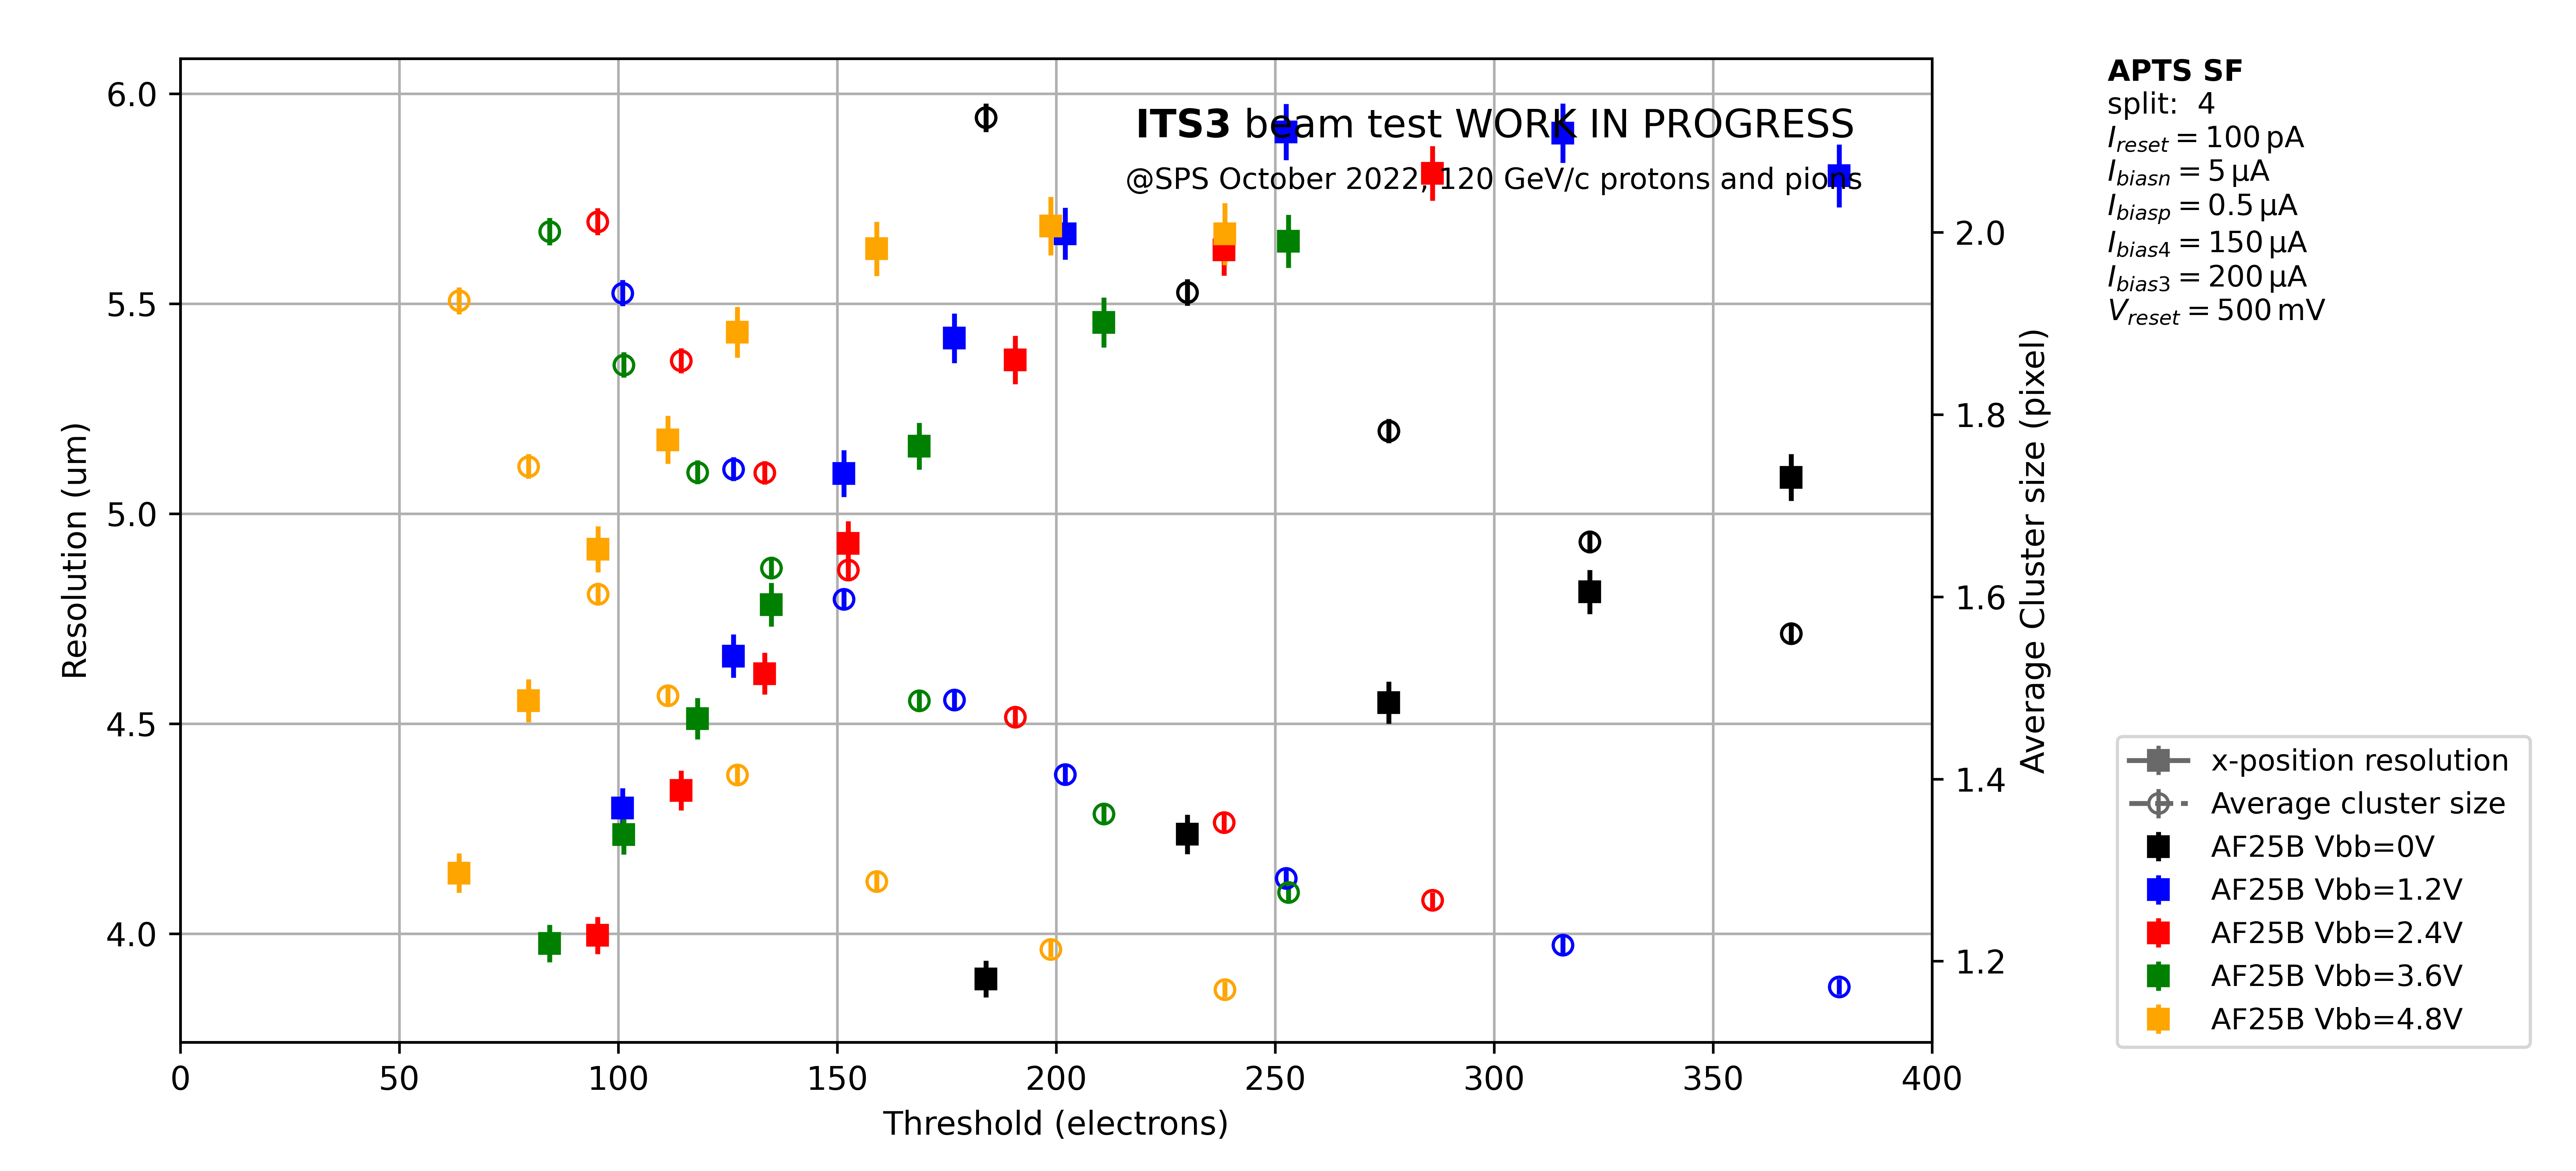 ITS3 beam test WORK IN PROGRESS
@SPS October 2022, 120 GeV/c protons and pions
Resolution (um)
6.0
5.5
5.0
4.5
4.0
0 50 100 150 200 250 300 350 400
Threshold (electrons)
2.0
1.8
1.6
1.4
1.2
Average Cluster size (pixel)
APTS SF
split: 4
I_reset = 100 pA
I_biasn = 5 µA
I_biasp = 0.5 µA
I_bias4 = 150 µA
I_bias3 = 200 µA
V_reset = 500 mV
x-position resolution
Average cluster size
AF25B Vbb=0V
AF25B Vbb=1.2V
AF25B Vbb=2.4V
AF25B Vbb=3.6V
AF25B Vbb=4.8V